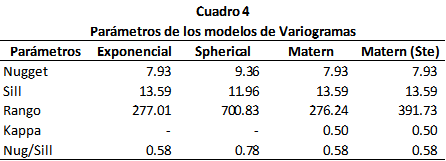 Cuadro 4
Parámetros de los modelos de Variogramas
Parámetros Exponencial Spherical Matern Matern (Ste)
Nugget 7.93 9.36 7.93 7.93
Sill 13.59 11.96 13.59 13.59
Rango 277.01 700.83 276.24 391.73
Kappa - - 0.50 0.50
Nug/Sill 0.58 0.78 0.58 0.58